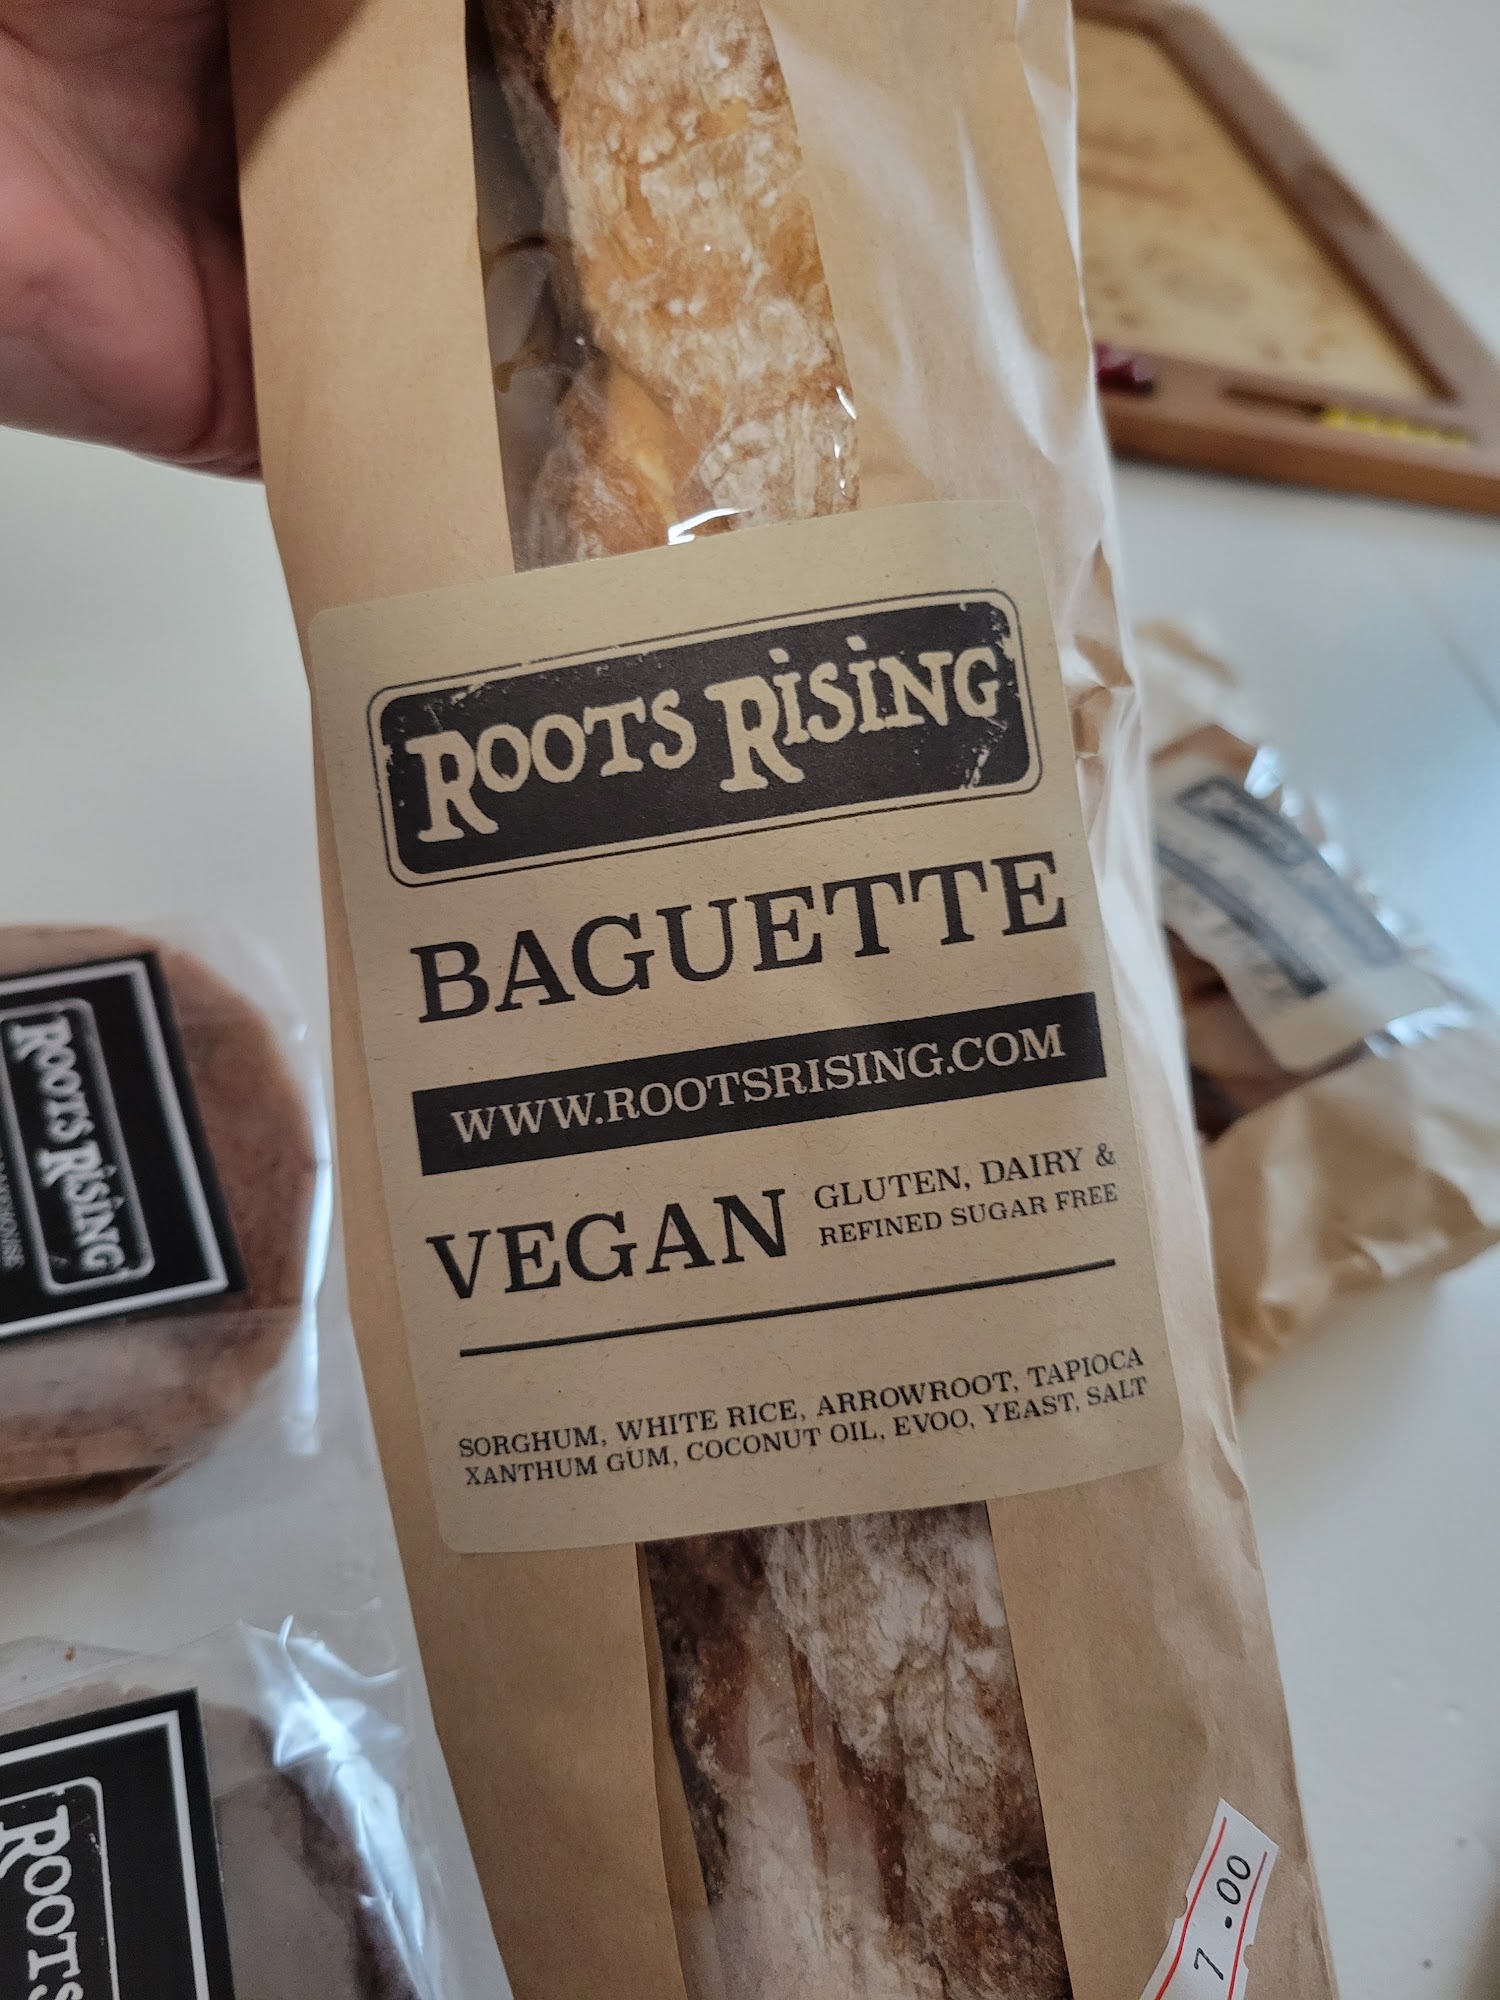 ROOTS RISING
BAGUETTE
WWW.ROOTSRISING.COM
VEGAN
GLUTEN, DAIRY &
REFINED SUGAR FREE
SORGHUM, WHITE RICE, ARROWROOT, TAPIOCA
XANTHUM GUM, COCONUT OIL, EVOO, YEAST, SALT
7.00
ROOTS RISING
ROOTS